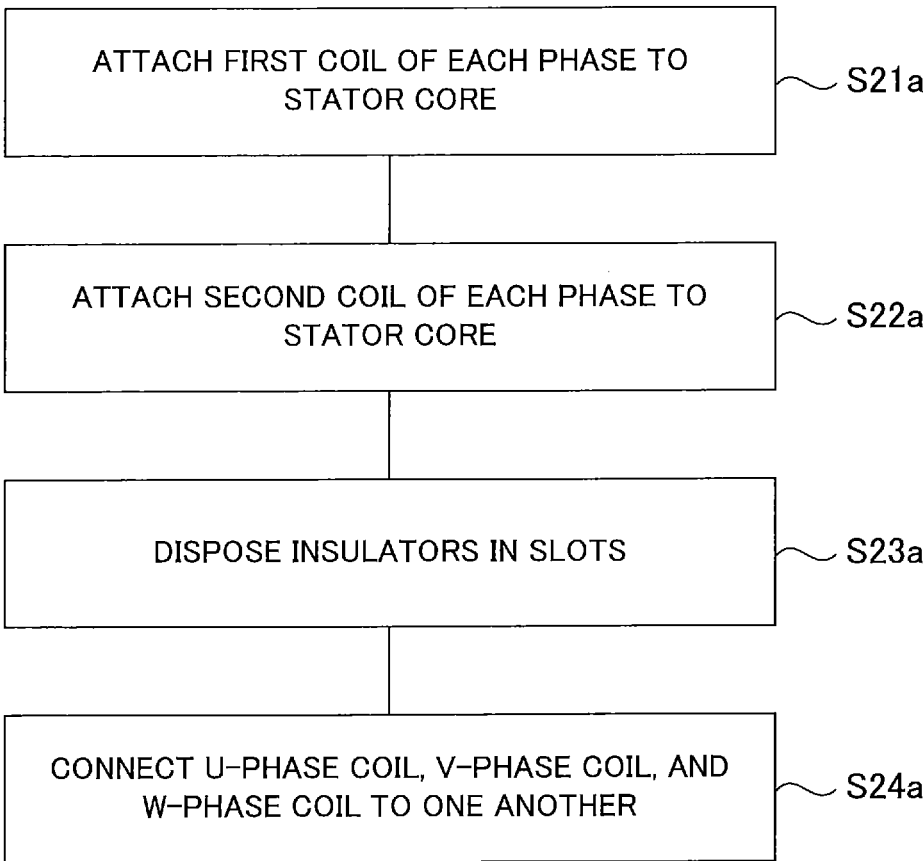 ATTACH FIRST COIL OF EACH PHASE TO
STATOR CORE
S21a
ATTACH SECOND COIL OF EACH PHASE TO
STATOR CORE
S22a
DISPOSE INSULATORS IN SLOTS
S23a
CONNECT U-PHASE COIL, V-PHASE COIL, AND
W-PHASE COIL TO ONE ANOTHER
S24a